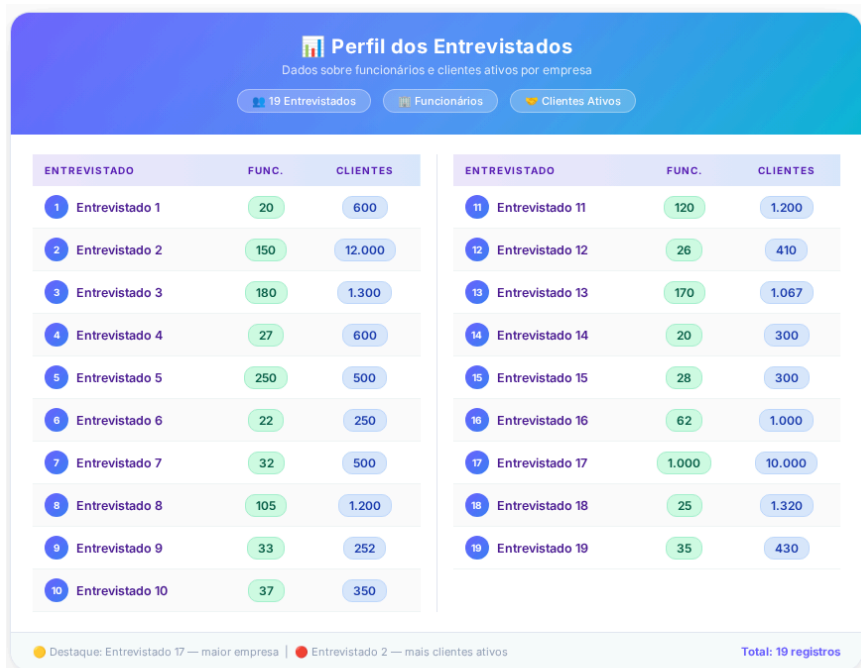 📊 Perfil dos Entrevistados
Dados sobre funcionários e clientes ativos por empresa
👥 19 Entrevistados 🏢 Funcionários 🤝 Clientes Ativos
ENTREVISTADO FUNC. CLIENTES
1 Entrevistado 1 20 600
2 Entrevistado 2 150 12.000
3 Entrevistado 3 180 1.300
4 Entrevistado 4 27 600
5 Entrevistado 5 250 500
6 Entrevistado 6 22 250
7 Entrevistado 7 32 500
8 Entrevistado 8 105 1.200
9 Entrevistado 9 33 252
10 Entrevistado 10 37 350
ENTREVISTADO FUNC. CLIENTES
11 Entrevistado 11 120 1.200
12 Entrevistado 12 26 410
13 Entrevistado 13 170 1.067
14 Entrevistado 14 20 300
15 Entrevistado 15 28 300
16 Entrevistado 16 62 1.000
17 Entrevistado 17 1.000 10.000
18 Entrevistado 18 25 1.320
19 Entrevistado 19 35 430
🟡 Destaque: Entrevistado 17 — maior empresa | 🔴 Entrevistado 2 — mais clientes ativos
Total: 19 registros